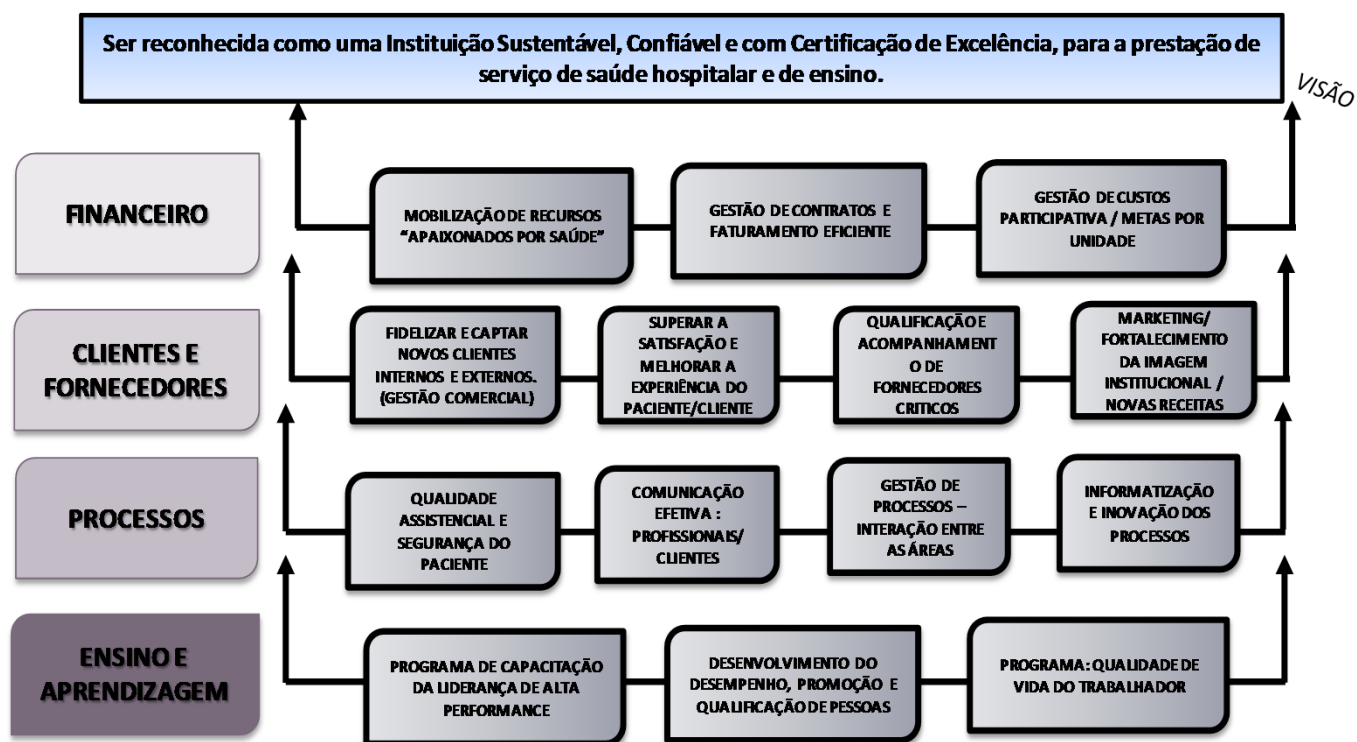 Ser reconhecida como uma Instituição Sustentável, Confiável e com Certificação de Excelência, para a prestação de
serviço de saúde hospitalar e de ensino.
VISÃO
FINANCEIRO
MOBILIZAÇÃO DE RECURSOS
“APAIXONADOS POR SAÚDE”
GESTÃO DE CONTRATOS E
FATURAMENTO EFICIENTE
GESTÃO DE CUSTOS
PARTICIPATIVA / METAS POR
UNIDADE
CLIENTES E
FORNECEDORES
FIDELIZAR E CAPTAR
NOVOS CLIENTES
INTERNOS E EXTERNOS.
(GESTÃO COMERCIAL)
SUPERAR A
SATISFAÇÃO E
MELHORAR A
EXPERIÊNCIA DO
PACIENTE/CLIENTE
QUALIFICAÇÃO E
ACOMPANHAMENT
O DE
FORNECEDORES
CRITICOS
MARKETING/
FORTALECIMENTO
DA IMAGEM
INSTITUCIONAL /
NOVAS RECEITAS
PROCESSOS
QUALIDADE
ASSISTENCIAL E
SEGURANÇA DO
PACIENTE
COMUNICAÇÃO
EFETIVA :
PROFISSIONAIS/
CLIENTES
GESTÃO DE
PROCESSOS –
INTERAÇÃO ENTRE
AS ÁREAS
INFORMATIZAÇÃO
E INOVAÇÃO DOS
PROCESSOS
ENSINO E
APRENDIZAGEM
PROGRAMA DE CAPACITAÇÃO
DA LIDERANÇA DE ALTA
PERFORMANCE
DESENVOLVIMENTO DO
DESEMPENHO, PROMOÇÃO E
QUALIFICAÇÃO DE PESSOAS
PROGRAMA: QUALIDADE DE
VIDA DO TRABALHADOR